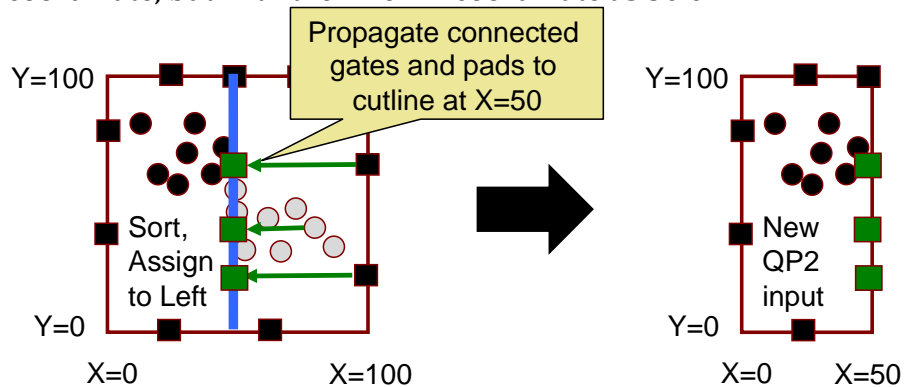 Propagate connected
gates and pads to
cutline at X=50
Y=100
Sort,
Assign
to Left
Y=0
X=0
X=100
Y=100
New
QP2
input
Y=0
X=0
X=50